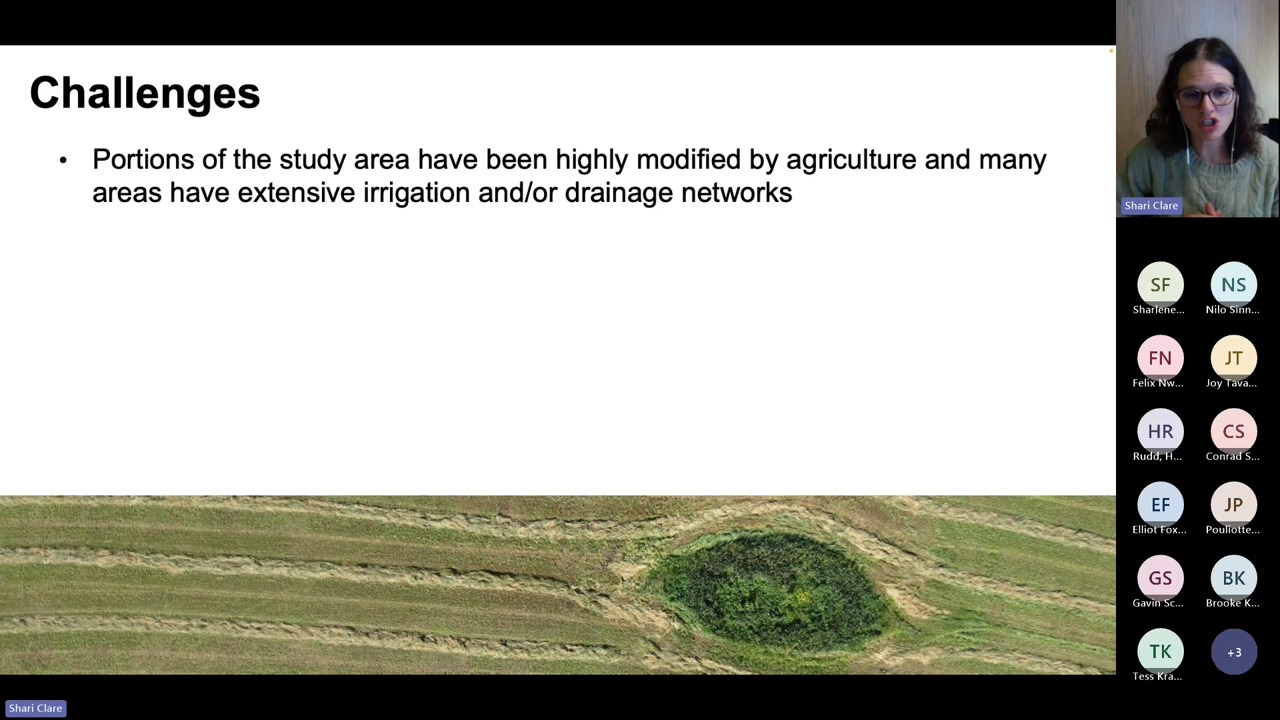 Challenges
• Portions of the study area have been highly modified by agriculture and many
areas have extensive irrigation and/or drainage networks
Shari Clare
SF
NS
Sharlene...
Nilo Sinn...
FN
JT
Felix Nw...
Joy Tava...
HR
CS
Rudd, H...
Conrad S...
EF
JP
Elliot Fox...
Pouliotte...
GS
BK
Gavin Sc...
Brooke K...
TK
+3
Tess Kra...
Shari Clare